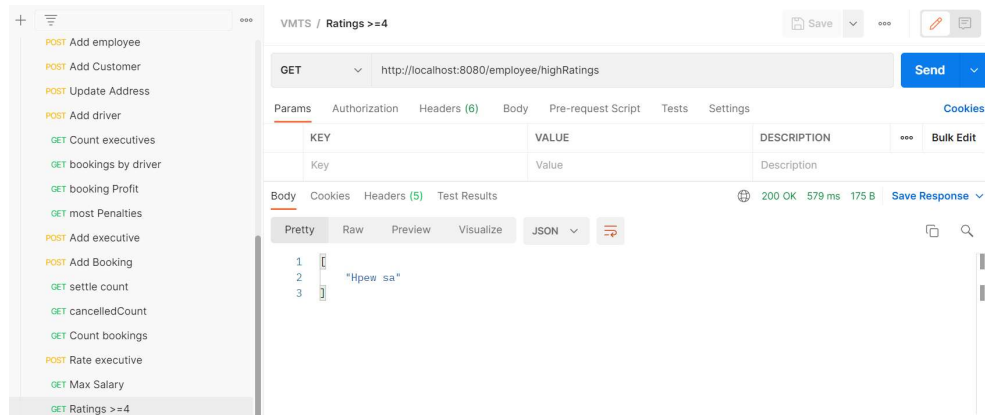 POST Add employee
POST Add Customer
POST Update Address
POST Add driver
GET Count executives
GET bookings by driver
GET booking Profit
GET most Penalties
POST Add executive
POST Add Booking
GET settle count
GET cancelledCount
GET Count bookings
POST Rate executive
GET Max Salary
GET Ratings >=4
VMTS / Ratings >=4
Save
GET http://localhost:8080/employee/highRatings Send
Params Authorization Headers (6) Body Pre-request Script Tests Settings Cookies
KEY VALUE DESCRIPTION Bulk Edit
Key Value Description
Body Cookies Headers (5) Test Results 200 OK 579 ms 175 B Save Response
Pretty Raw Preview Visualize JSON
1 [
2 "Hpew sa"
3 ]